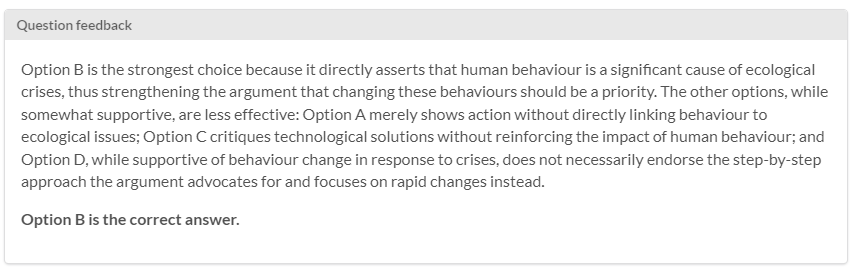 Question feedback
Option B is the strongest choice because it directly asserts that human behaviour is a significant cause of ecological
crises, thus strengthening the argument that changing these behaviours should be a priority. The other options, while
somewhat supportive, are less effective: Option A merely shows action without directly linking behaviour to
ecological issues; Option C critiques technological solutions without reinforcing the impact of human behaviour; and
Option D, while supportive of behaviour change in response to crises, does not necessarily endorse the step-by-step
approach the argument advocates for and focuses on rapid changes instead.
Option B is the correct answer.